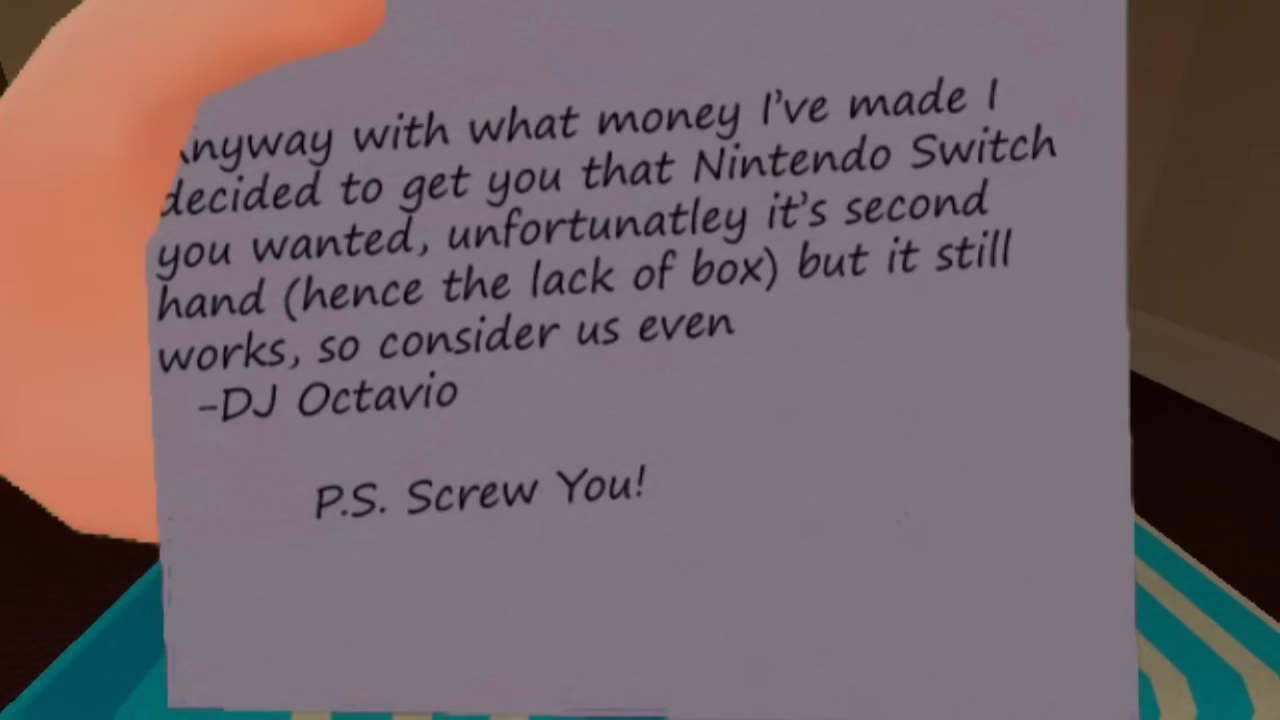 Anyway with what money I've made I
decided to get you that Nintendo Switch
you wanted, unfortunatley it's second
hand (hence the lack of box) but it still
works, so consider us even
-DJ Octavio
P.S. Screw You!